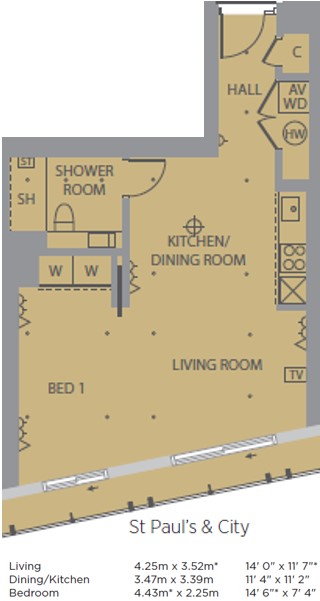 C
HALL
AV
WD
HW
ST
SHOWER
ROOM
SH
KITCHEN/
DINING ROOM
W W
LIVING ROOM
TV
BED 1
St Paul's & City
Living 4.25m x 3.52m* 14' 0" x 11' 7"*
Dining/Kitchen 3.47m x 3.39m 11' 4" x 11' 2"
Bedroom 4.43m* x 2.25m 14' 6"* x 7' 4"